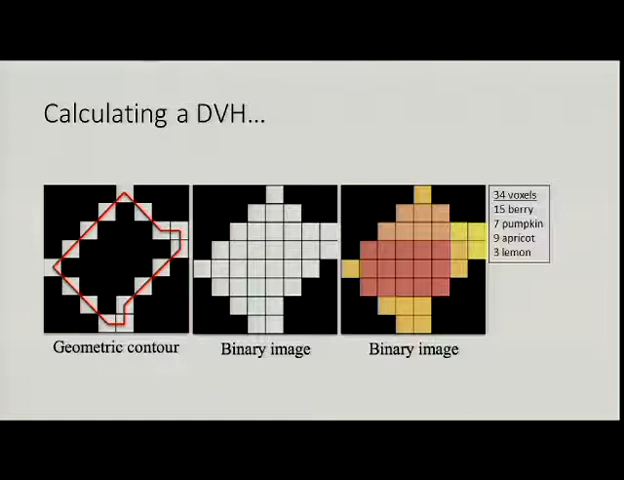 Calculating a DVH...
34 voxels
15 berry
7 pumpkin
9 apricot
3 lemon
Geometric contour
Binary image
Binary image